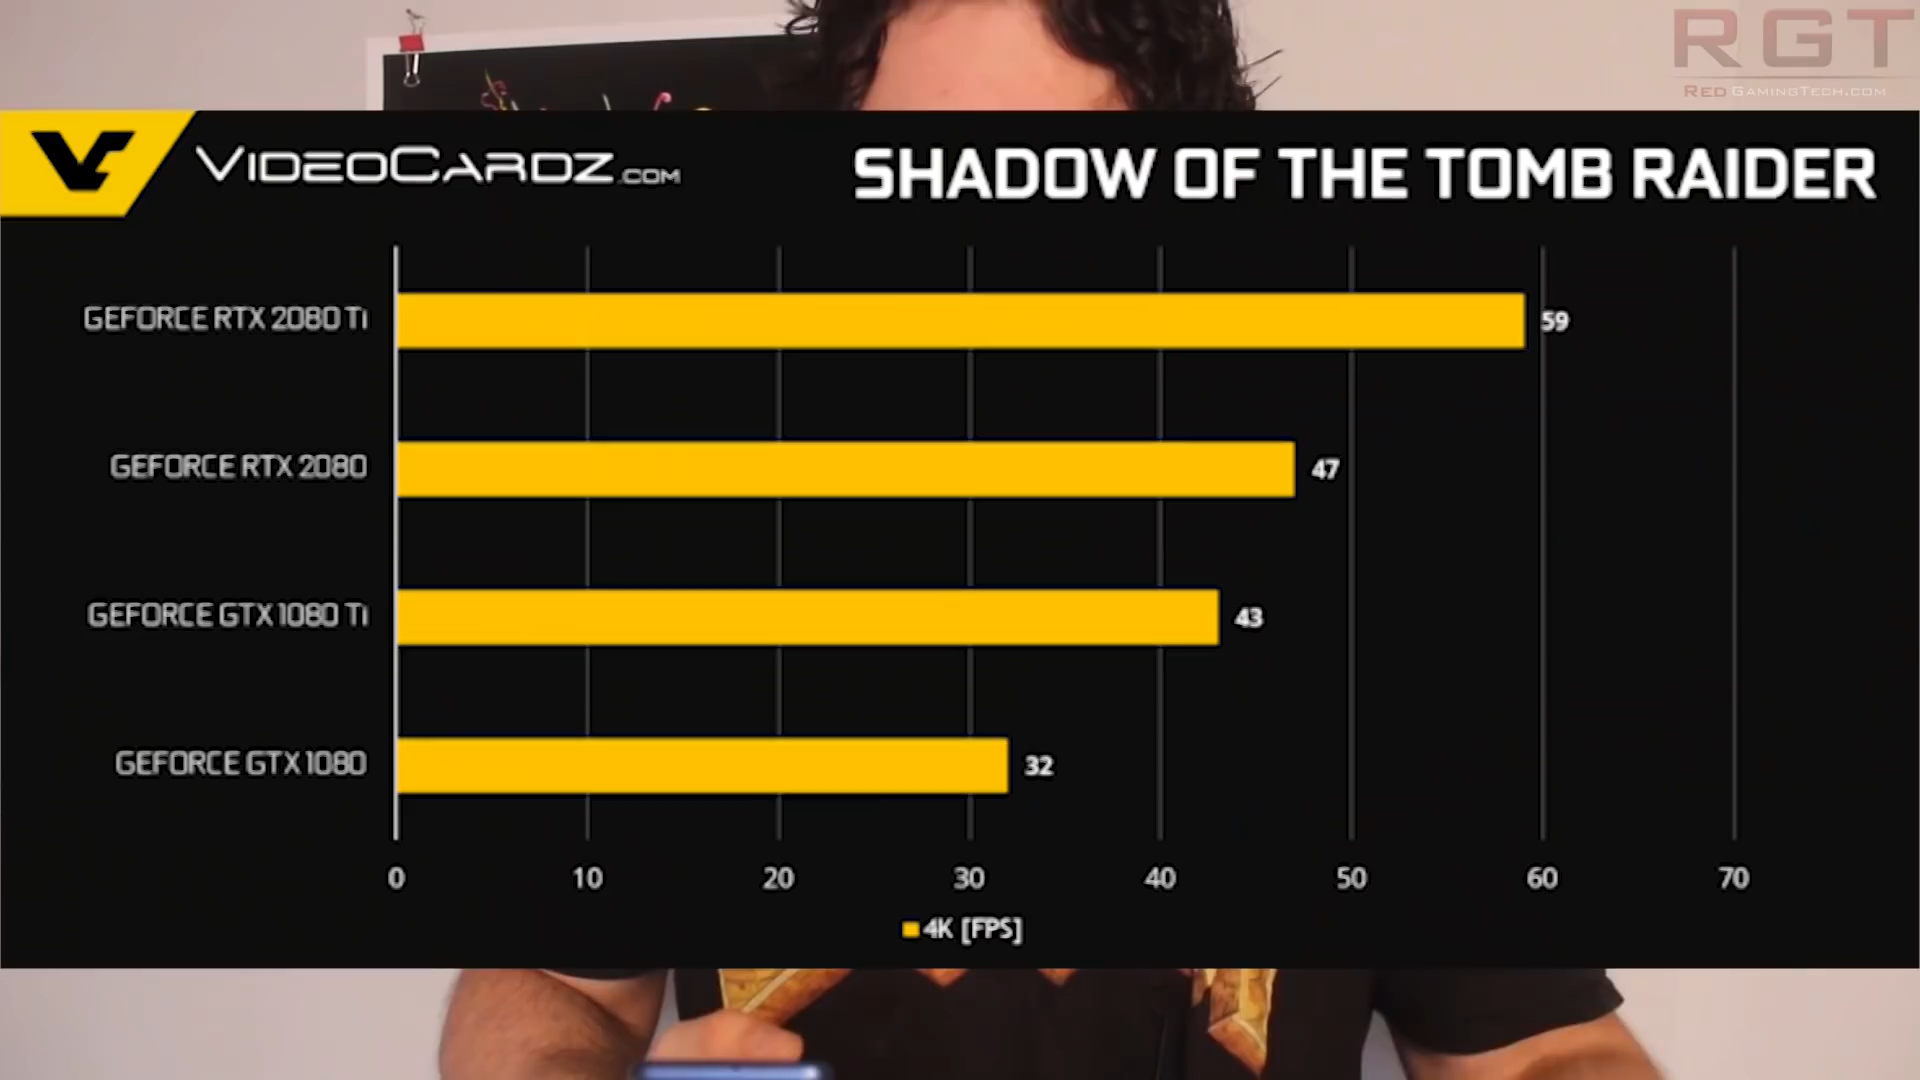 RGT
RED GAMINGTECH.COM
VIDEOCARDZ.COM
SHADOW OF THE TOMB RAIDER
GEFORCE RTX 2080 Ti 59
GEFORCE RTX 2080 47
GEFORCE GTX 1080 Ti 43
GEFORCE GTX 1080 32
0 10 20 30 40 50 60 70
4K [FPS]